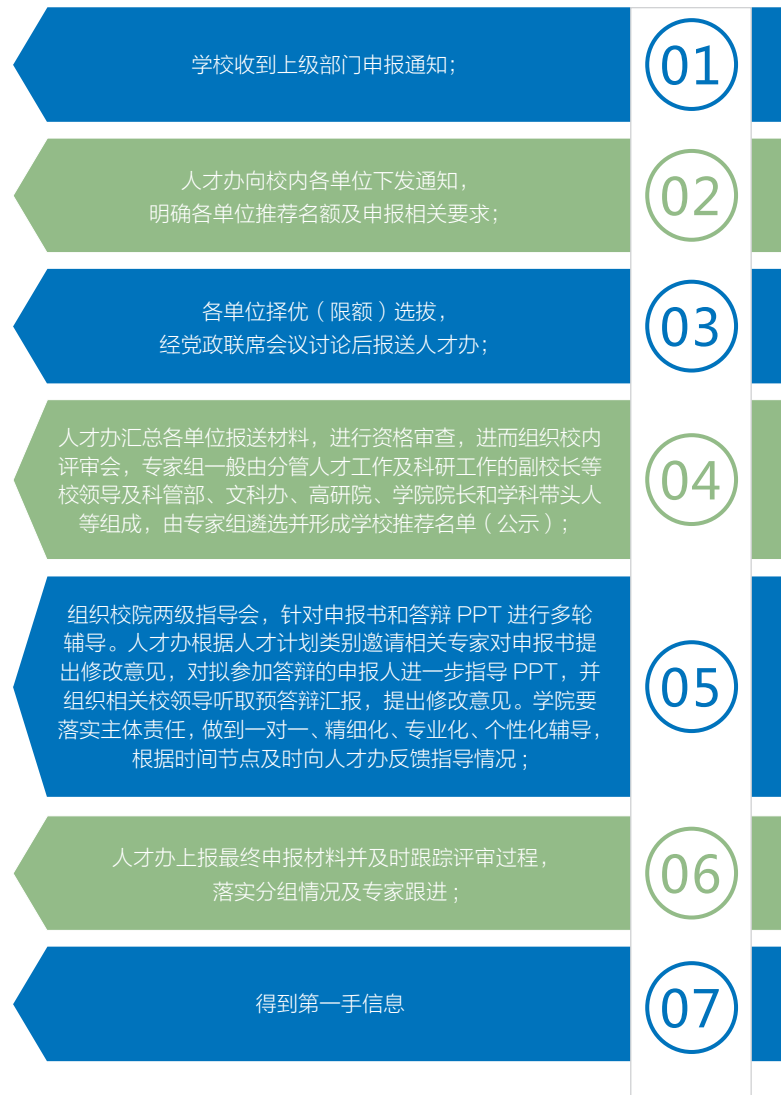 学校收到上级部门申报通知；
01
人才办向校内各单位下发通知，
明确各单位推荐名额及申报相关要求；
02
各单位择优（限额）选拔，
经党政联席会议讨论后报送人才办；
03
人才办汇总各单位报送材料，进行资格审查，进而组织校内
评审会，专家组一般由分管人才工作及科研工作的副校长等
校领导及科管部、文科办、高研院、学院院长和学科带头人
等组成，由专家组遴选并形成学校推荐名单（公示）；
04
组织校院两级指导会，针对申报书和答辩 PPT 进行多轮
辅导。人才办根据人才计划类别邀请相关专家对申报书提
出修改意见，对拟参加答辩的申报人进一步指导 PPT，并
组织相关校领导听取预答辩汇报，提出修改意见。学院要
落实主体责任，做到一对一、精细化、专业化、个性化辅导，
根据时间节点及时向人才办反馈指导情况；
05
人才办上报最终申报材料并及时跟踪评审过程，
落实分组情况及专家跟进；
06
得到第一手信息
07